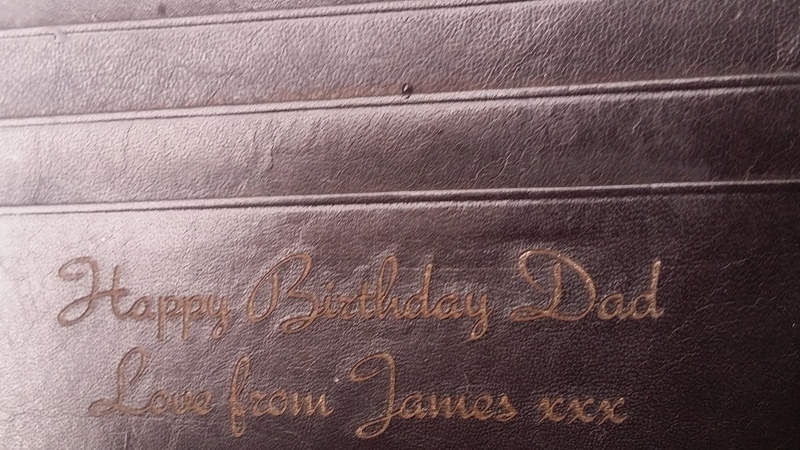 Happy Birthday Dad
Love from James xxx